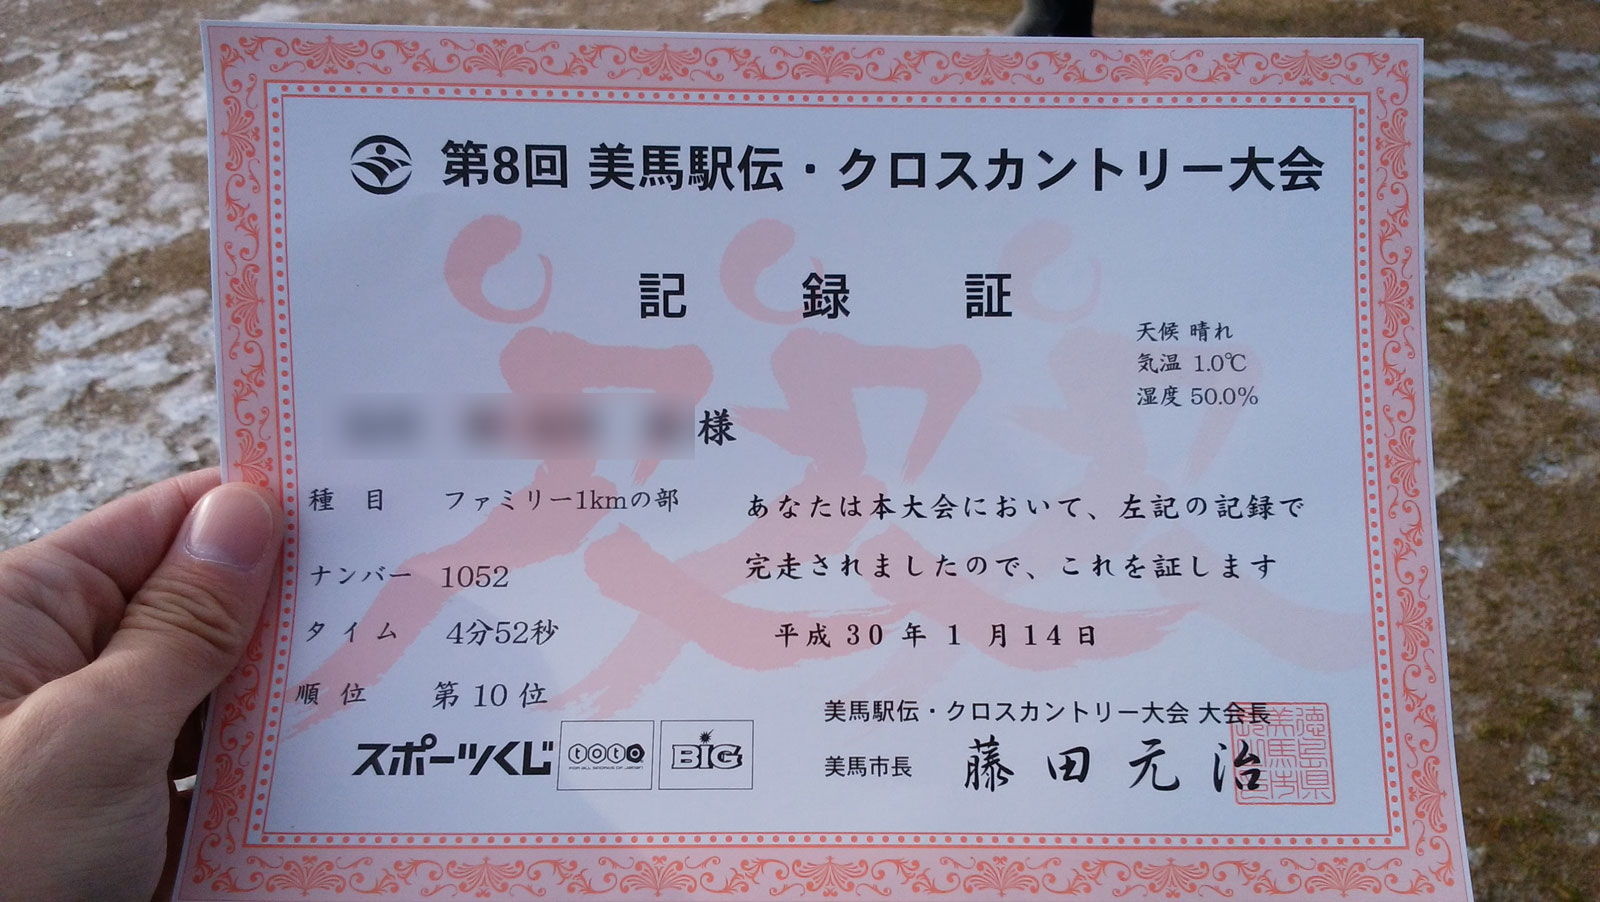 第8回 美馬駅伝・クロスカントリー大会
記録証
天候 晴れ
気温 1.0℃
湿度 50.0%
様
種目 ファミリー1kmの部
ナンバー 1052
タイム 4分52秒
順位 第10位
あなたは本大会において、左記の記録で
完走されましたので、これを証します
平成30年1月14日
美馬駅伝・クロスカントリー大会 大会長
美馬市長 藤田元治
スポーツくじ toto BIG
FOR ALL SPORTS OF JAPAN